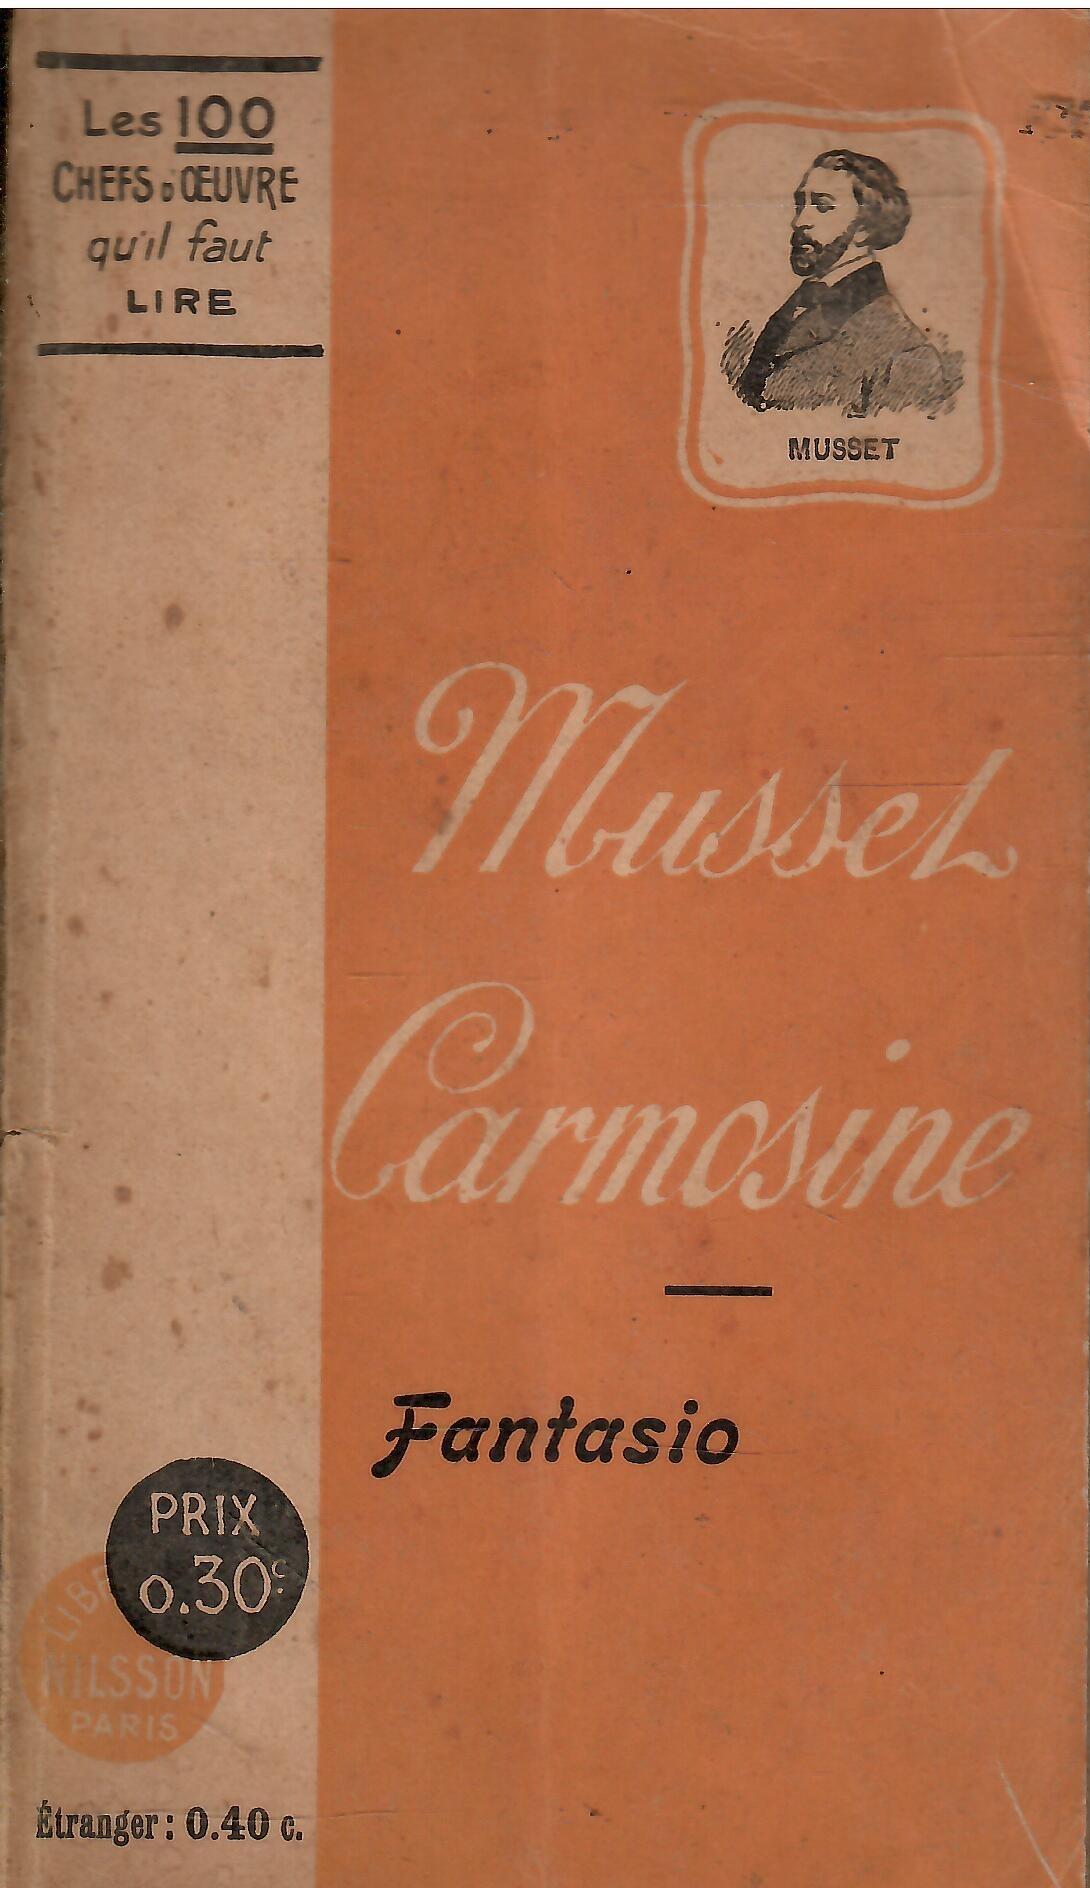 Les 100
CHEFS D'ŒUVRE
qu'il faut
LIRE
MUSSET
Musset
Carmosine
Fantasio
PRIX
0.30c.
NILSSON
PARIS
Étranger : 0.40 c.